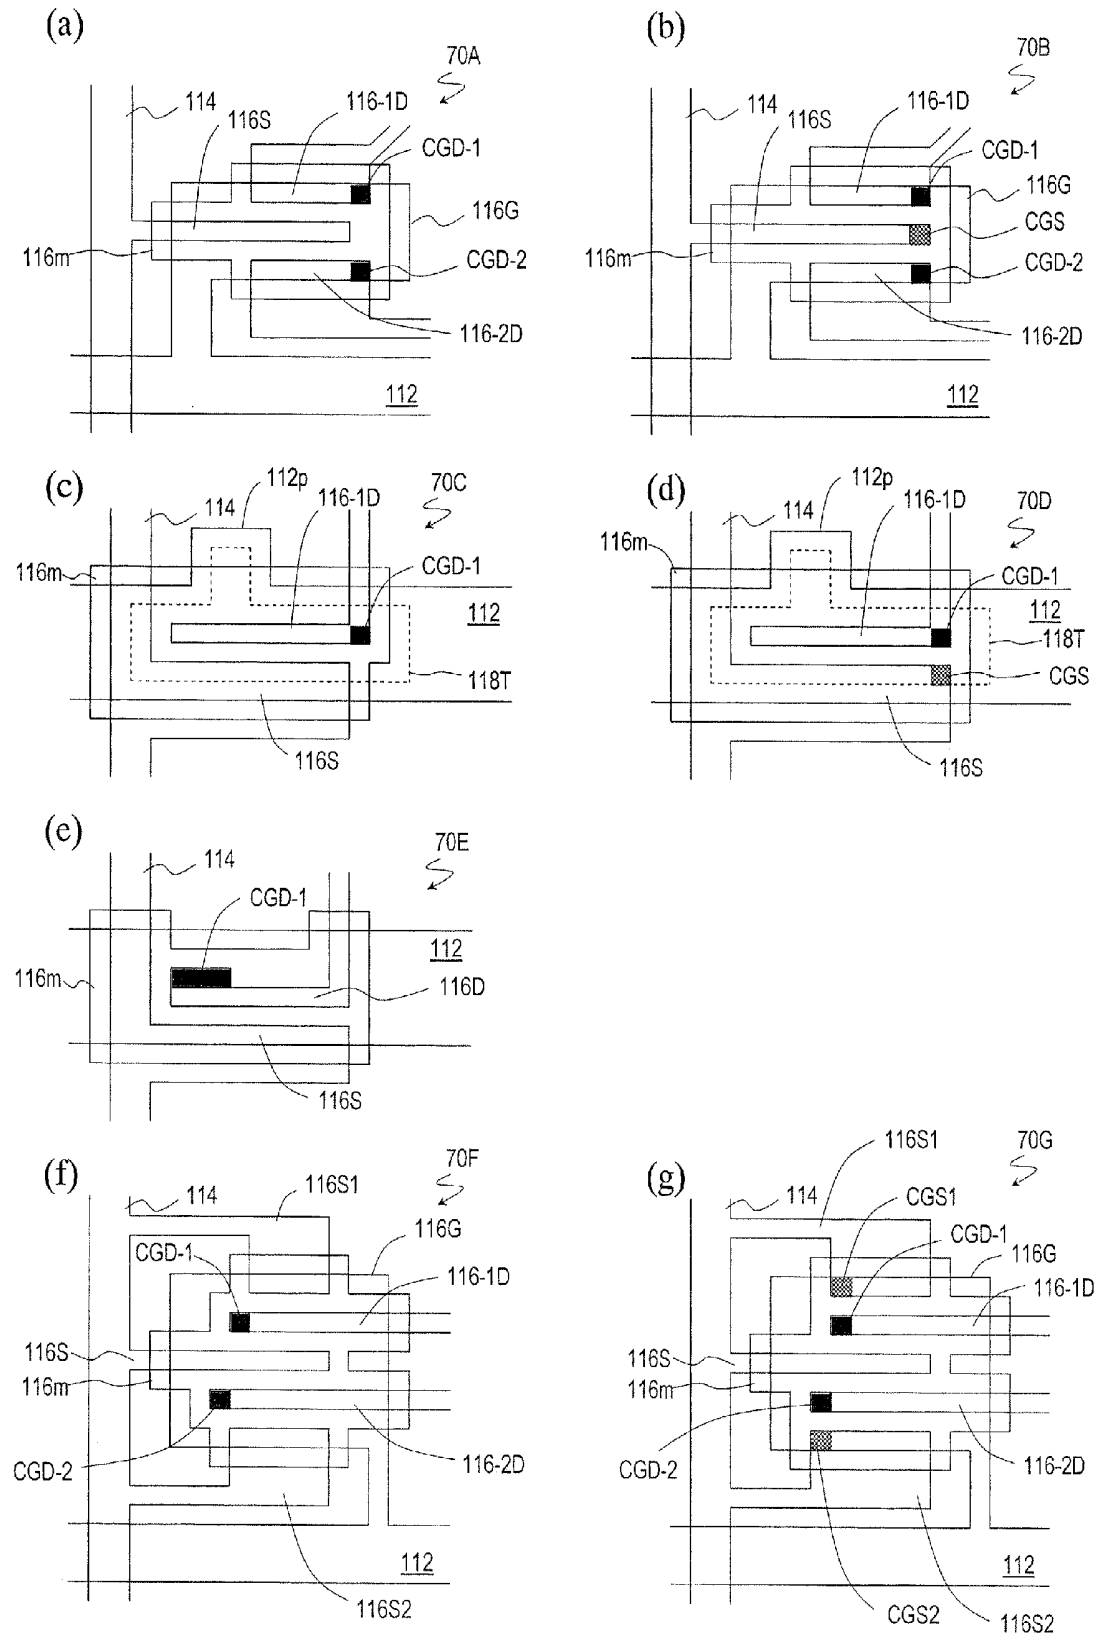 (a)
70A
114
116-1D
116S
CGD-1
116G
116m
CGD-2
116-2D
112
(b)
70B
114
116-1D
116S
CGD-1
116G
CGS
116m
CGD-2
116-2D
112
(c)
112p
70C
114
116-1D
116m
CGD-1
112
118T
116S
(d)
112p
70D
114
116-1D
116m
CGD-1
112
118T
CGS
116S
(e)
70E
114
CGD-1
112
116m
116D
116S
(f)
70F
114
116S1
116G
CGD-1
116-1D
116S
116m
CGD-2
116-2D
112
116S2
(g)
116S1
70G
114
CGS1
CGD-1
116G
116-1D
116S
116m
CGD-2
116-2D
112
CGS2
116S2